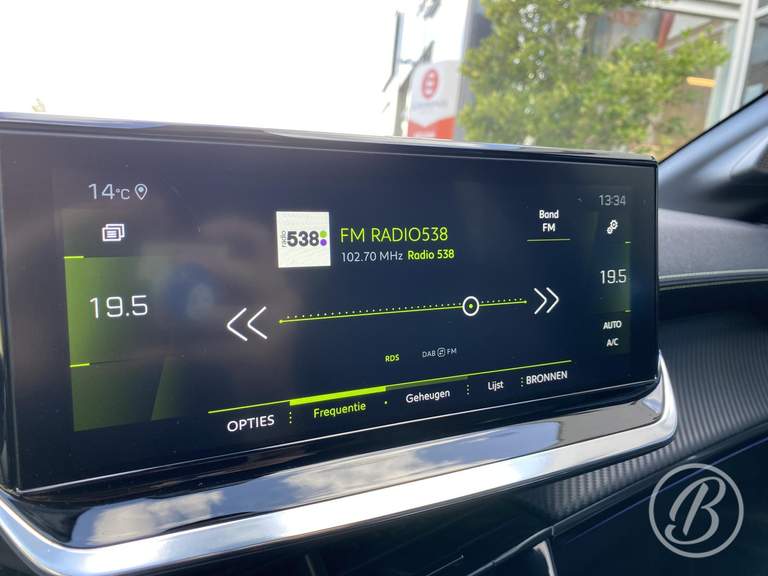 14°C
13:34
radio 538
FM RADIO538
102.70 MHz Radio 538
Band
FM
19.5
19.5
AUTO
A/C
RDS
DAB FM
OPTIES
Frequentie
Geheugen
Lijst
BRONNEN
B